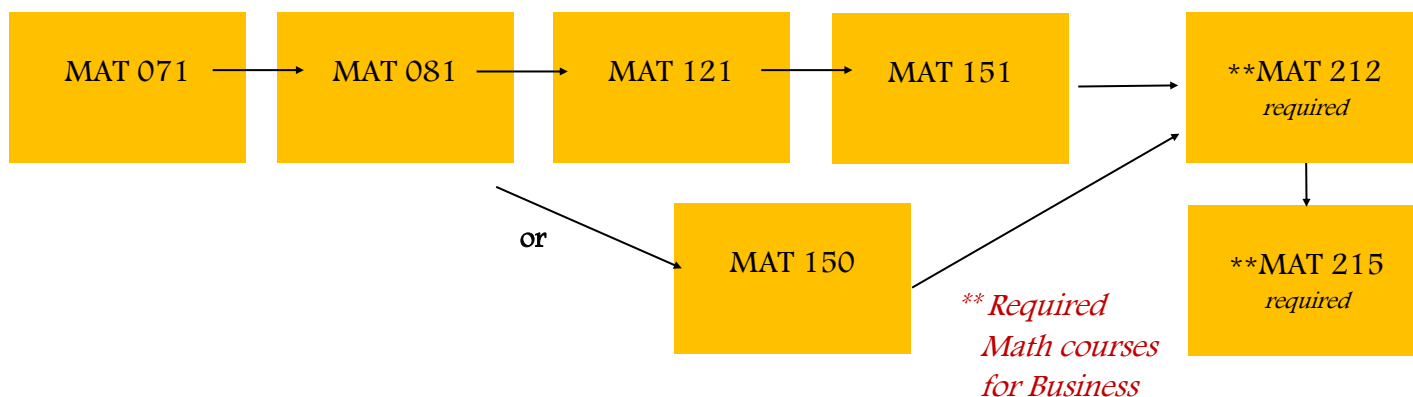 MAT 071
MAT 081
MAT 121
MAT 151
**MAT 212
required
or
MAT 150
**MAT 215
required
** Required
Math courses
for Business